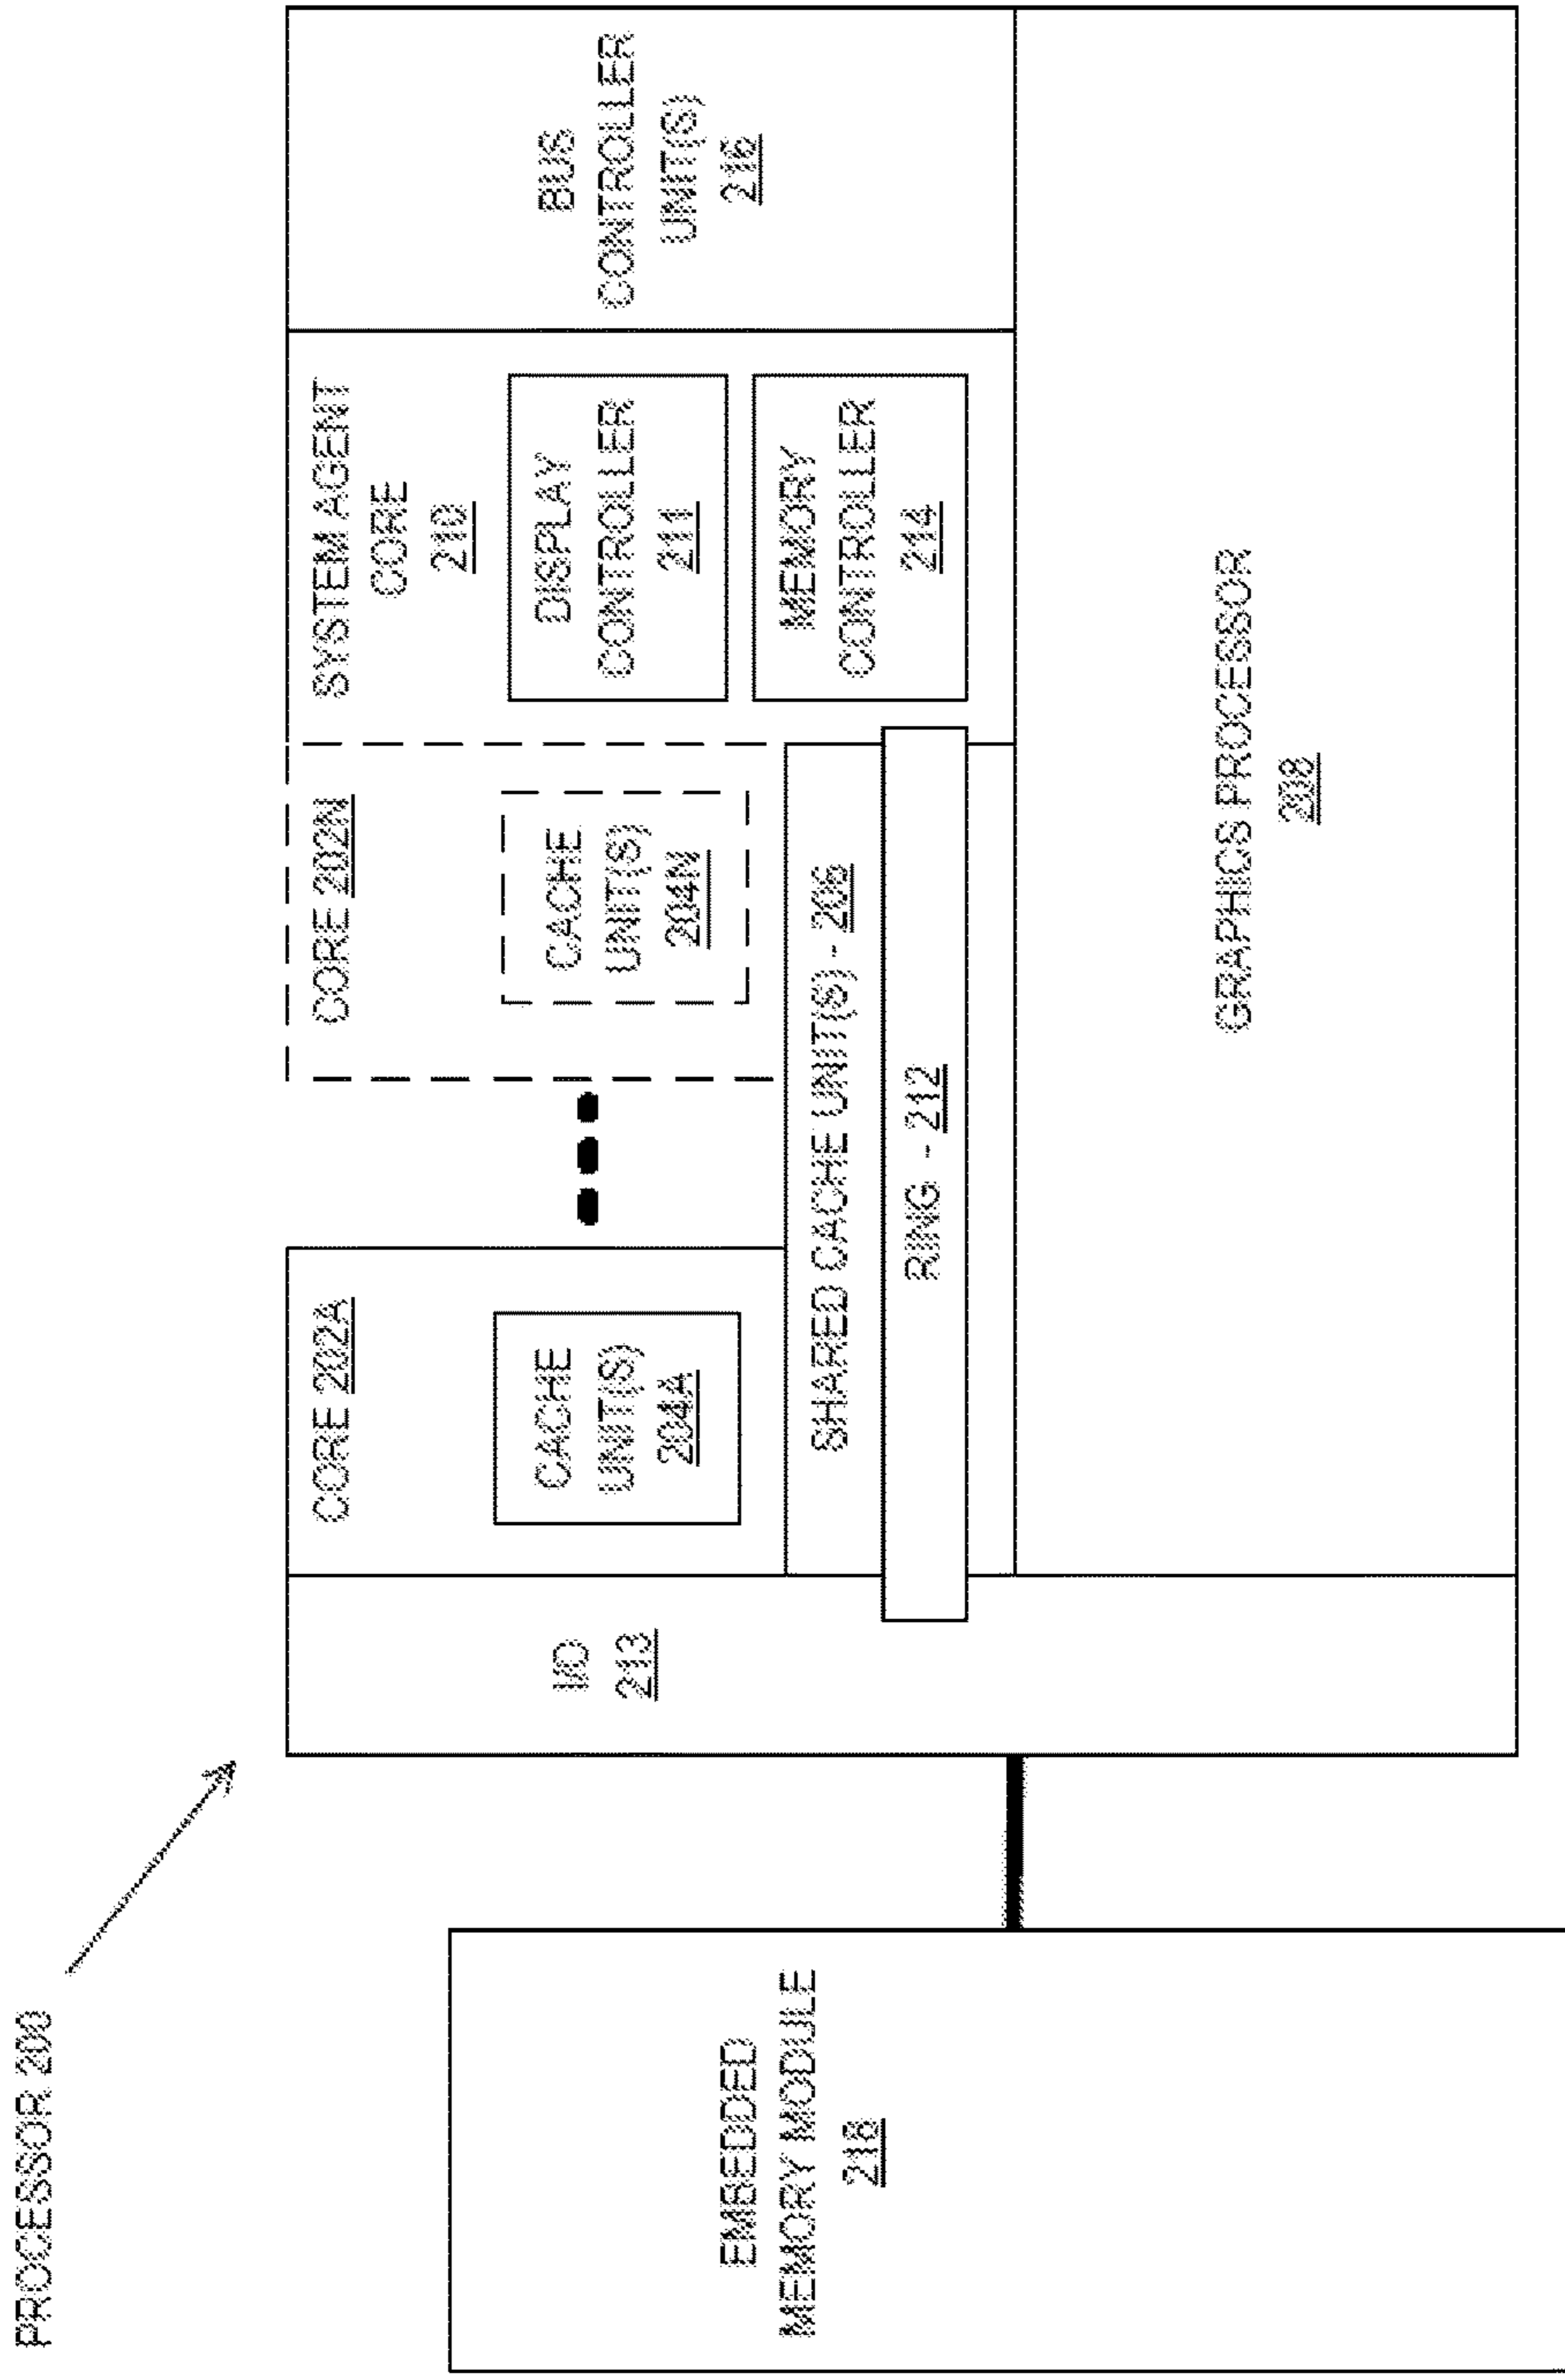 PROCESSOR 200
EMBEDDED
MEMORY MODULE
218
I/O
213
CORE 202A
CACHE
UNIT(S)
204A
CORE 202N
CACHE
UNIT(S)
204N
SHARED CACHE UNIT(S) - 206
RING - 212
SYSTEM AGENT
CORE
210
DISPLAY
CONTROLLER
211
MEMORY
CONTROLLER
214
BUS
CONTROLLER
UNIT(S)
216
GRAPHICS PROCESSOR
208